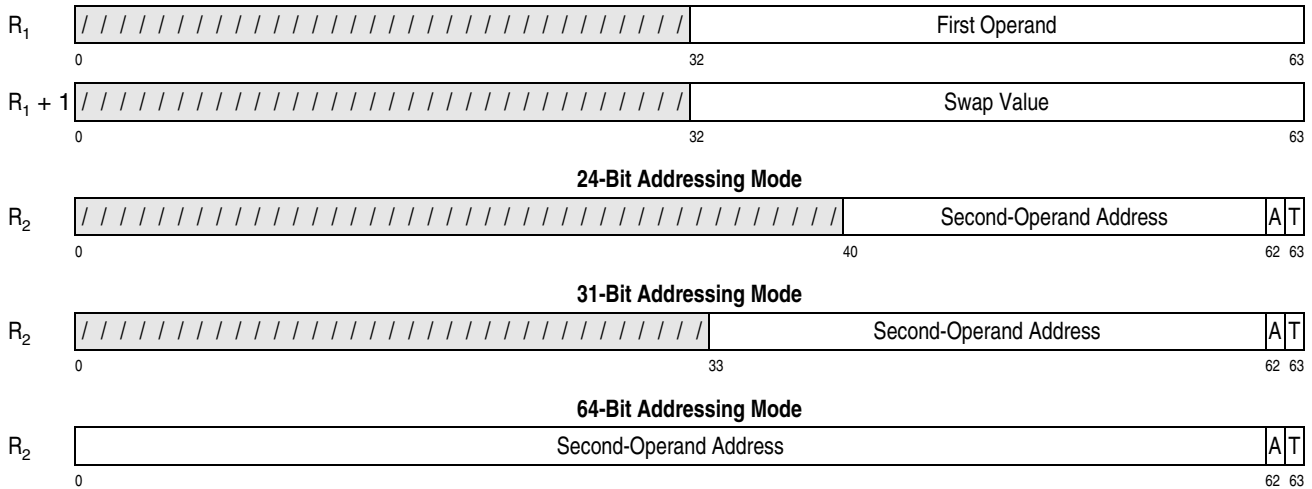 R₁ / / / / / / / / / / / / / / / / / / / / / / / / / / / / / / / / First Operand
0 32 63
R₁ + 1 / / / / / / / / / / / / / / / / / / / / / / / / / / / / / / / / Swap Value
0 32 63
24-Bit Addressing Mode
R₂ / / / / / / / / / / / / / / / / / / / / / / / / / / / / / / / / / / / / / / / / Second-Operand Address A T
0 40 62 63
31-Bit Addressing Mode
R₂ / / / / / / / / / / / / / / / / / / / / / / / / / / / / / / / / / Second-Operand Address A T
0 33 62 63
64-Bit Addressing Mode
R₂ Second-Operand Address A T
0 62 63